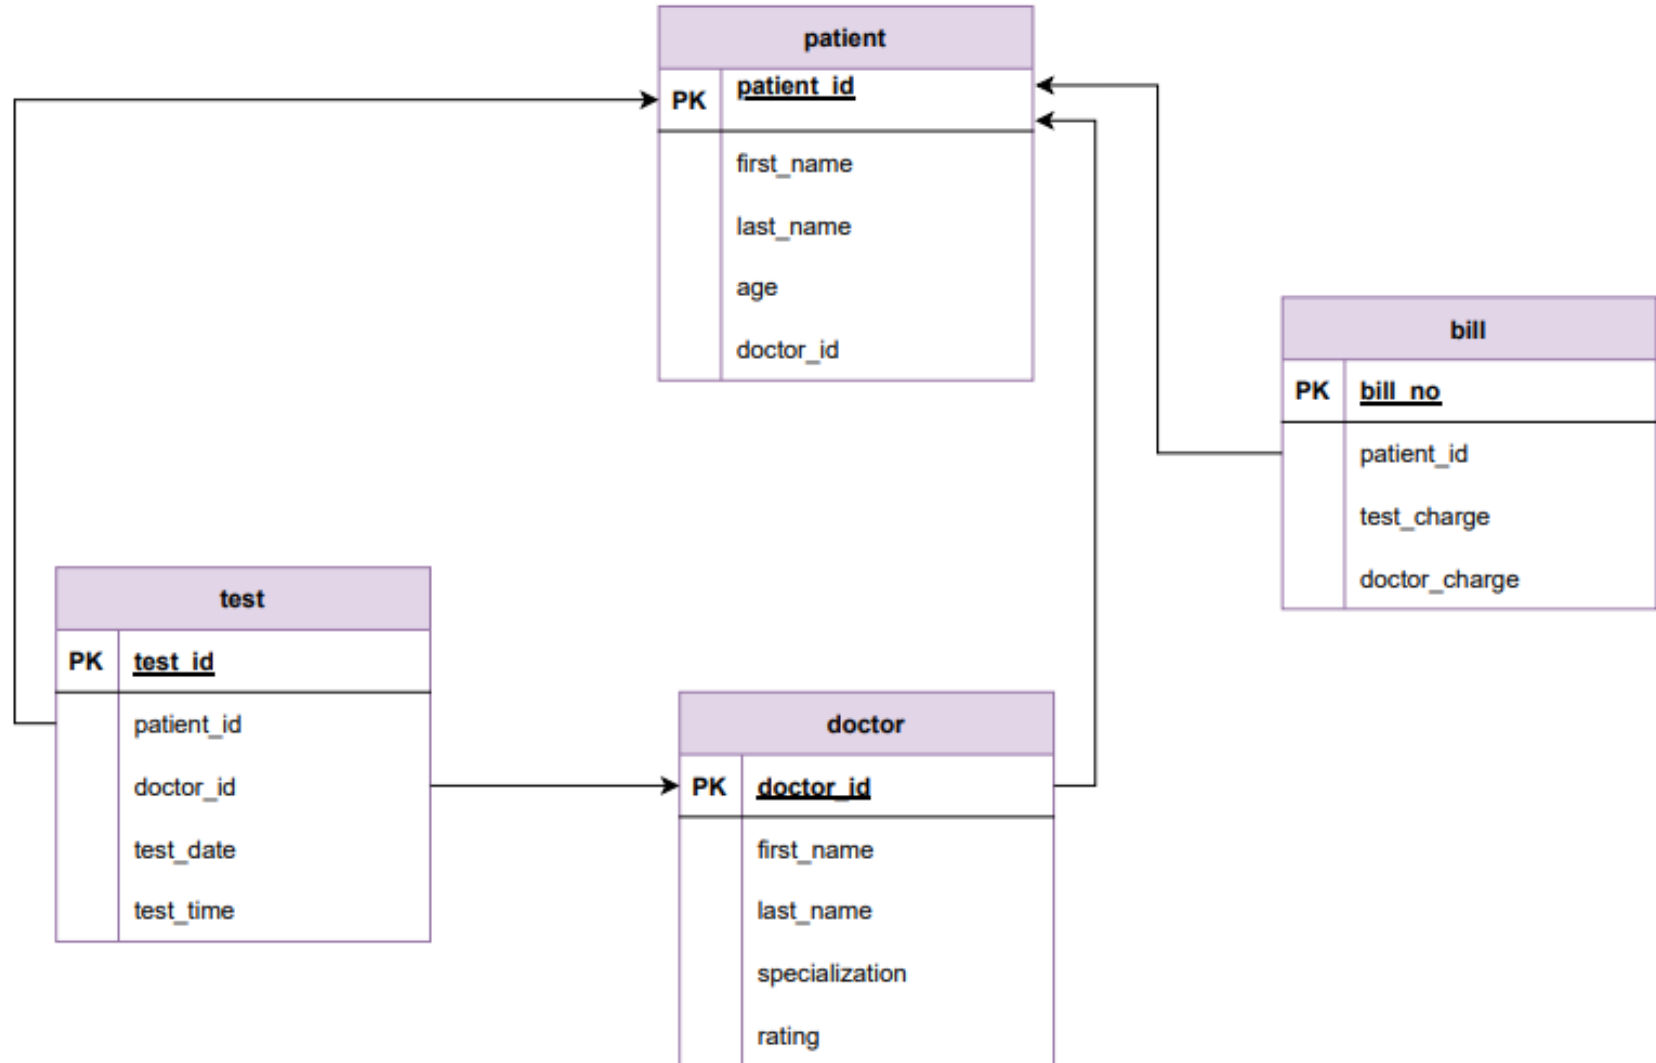 patient
PK patient_id
first_name
last_name
age
doctor_id
bill
PK bill_no
patient_id
test_charge
doctor_charge
test
PK test_id
patient_id
doctor_id
test_date
test_time
doctor
PK doctor_id
first_name
last_name
specialization
rating